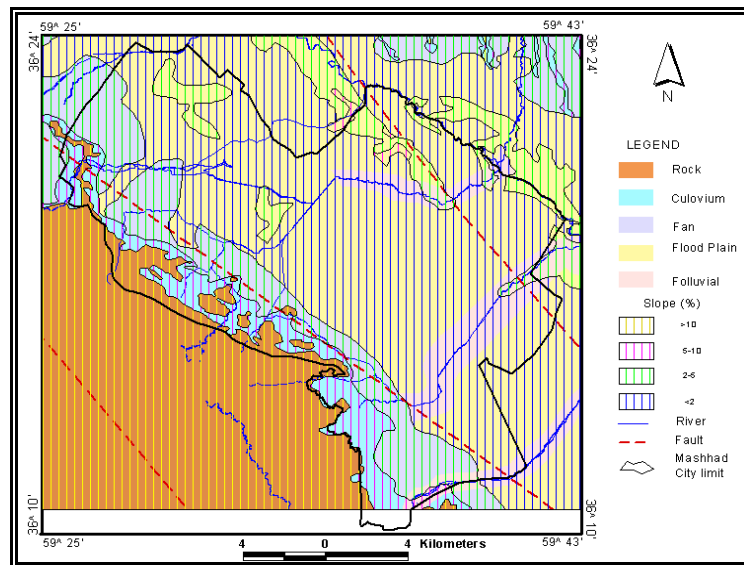 59^ 25'
59^ 43'
36^ 24'
36^ 24'
N
LEGEND
Rock
Culovium
Fan
Flood Plain
Folluvial
Slope (%)
>10
5-10
2-5
<2
River
Fault
Mashhad
City limit
36^ 10'
36^ 10'
59^ 25'
59^ 43'
4 0 4 Kilometers